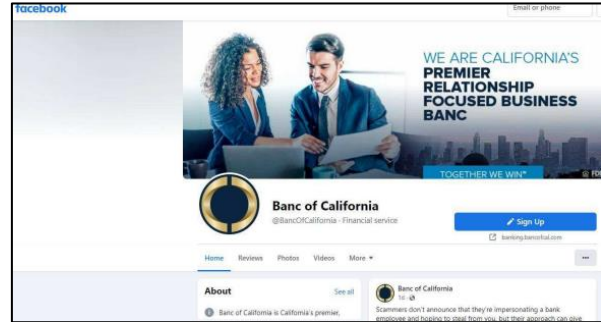 facebook
Email or phone
WE ARE CALIFORNIA'S
PREMIER
RELATIONSHIP
FOCUSED BUSINESS
BANC
TOGETHER WE WIN®
Banc of California
@BancOfCalifornia · Financial service
Sign Up
Home Reviews Photos Videos More
About
See all
Banc of California is California's premier,
Banc of California
1d
Scammers don't announce that they're impersonating a bank
employee and hoping to steal from you, but their approach can give